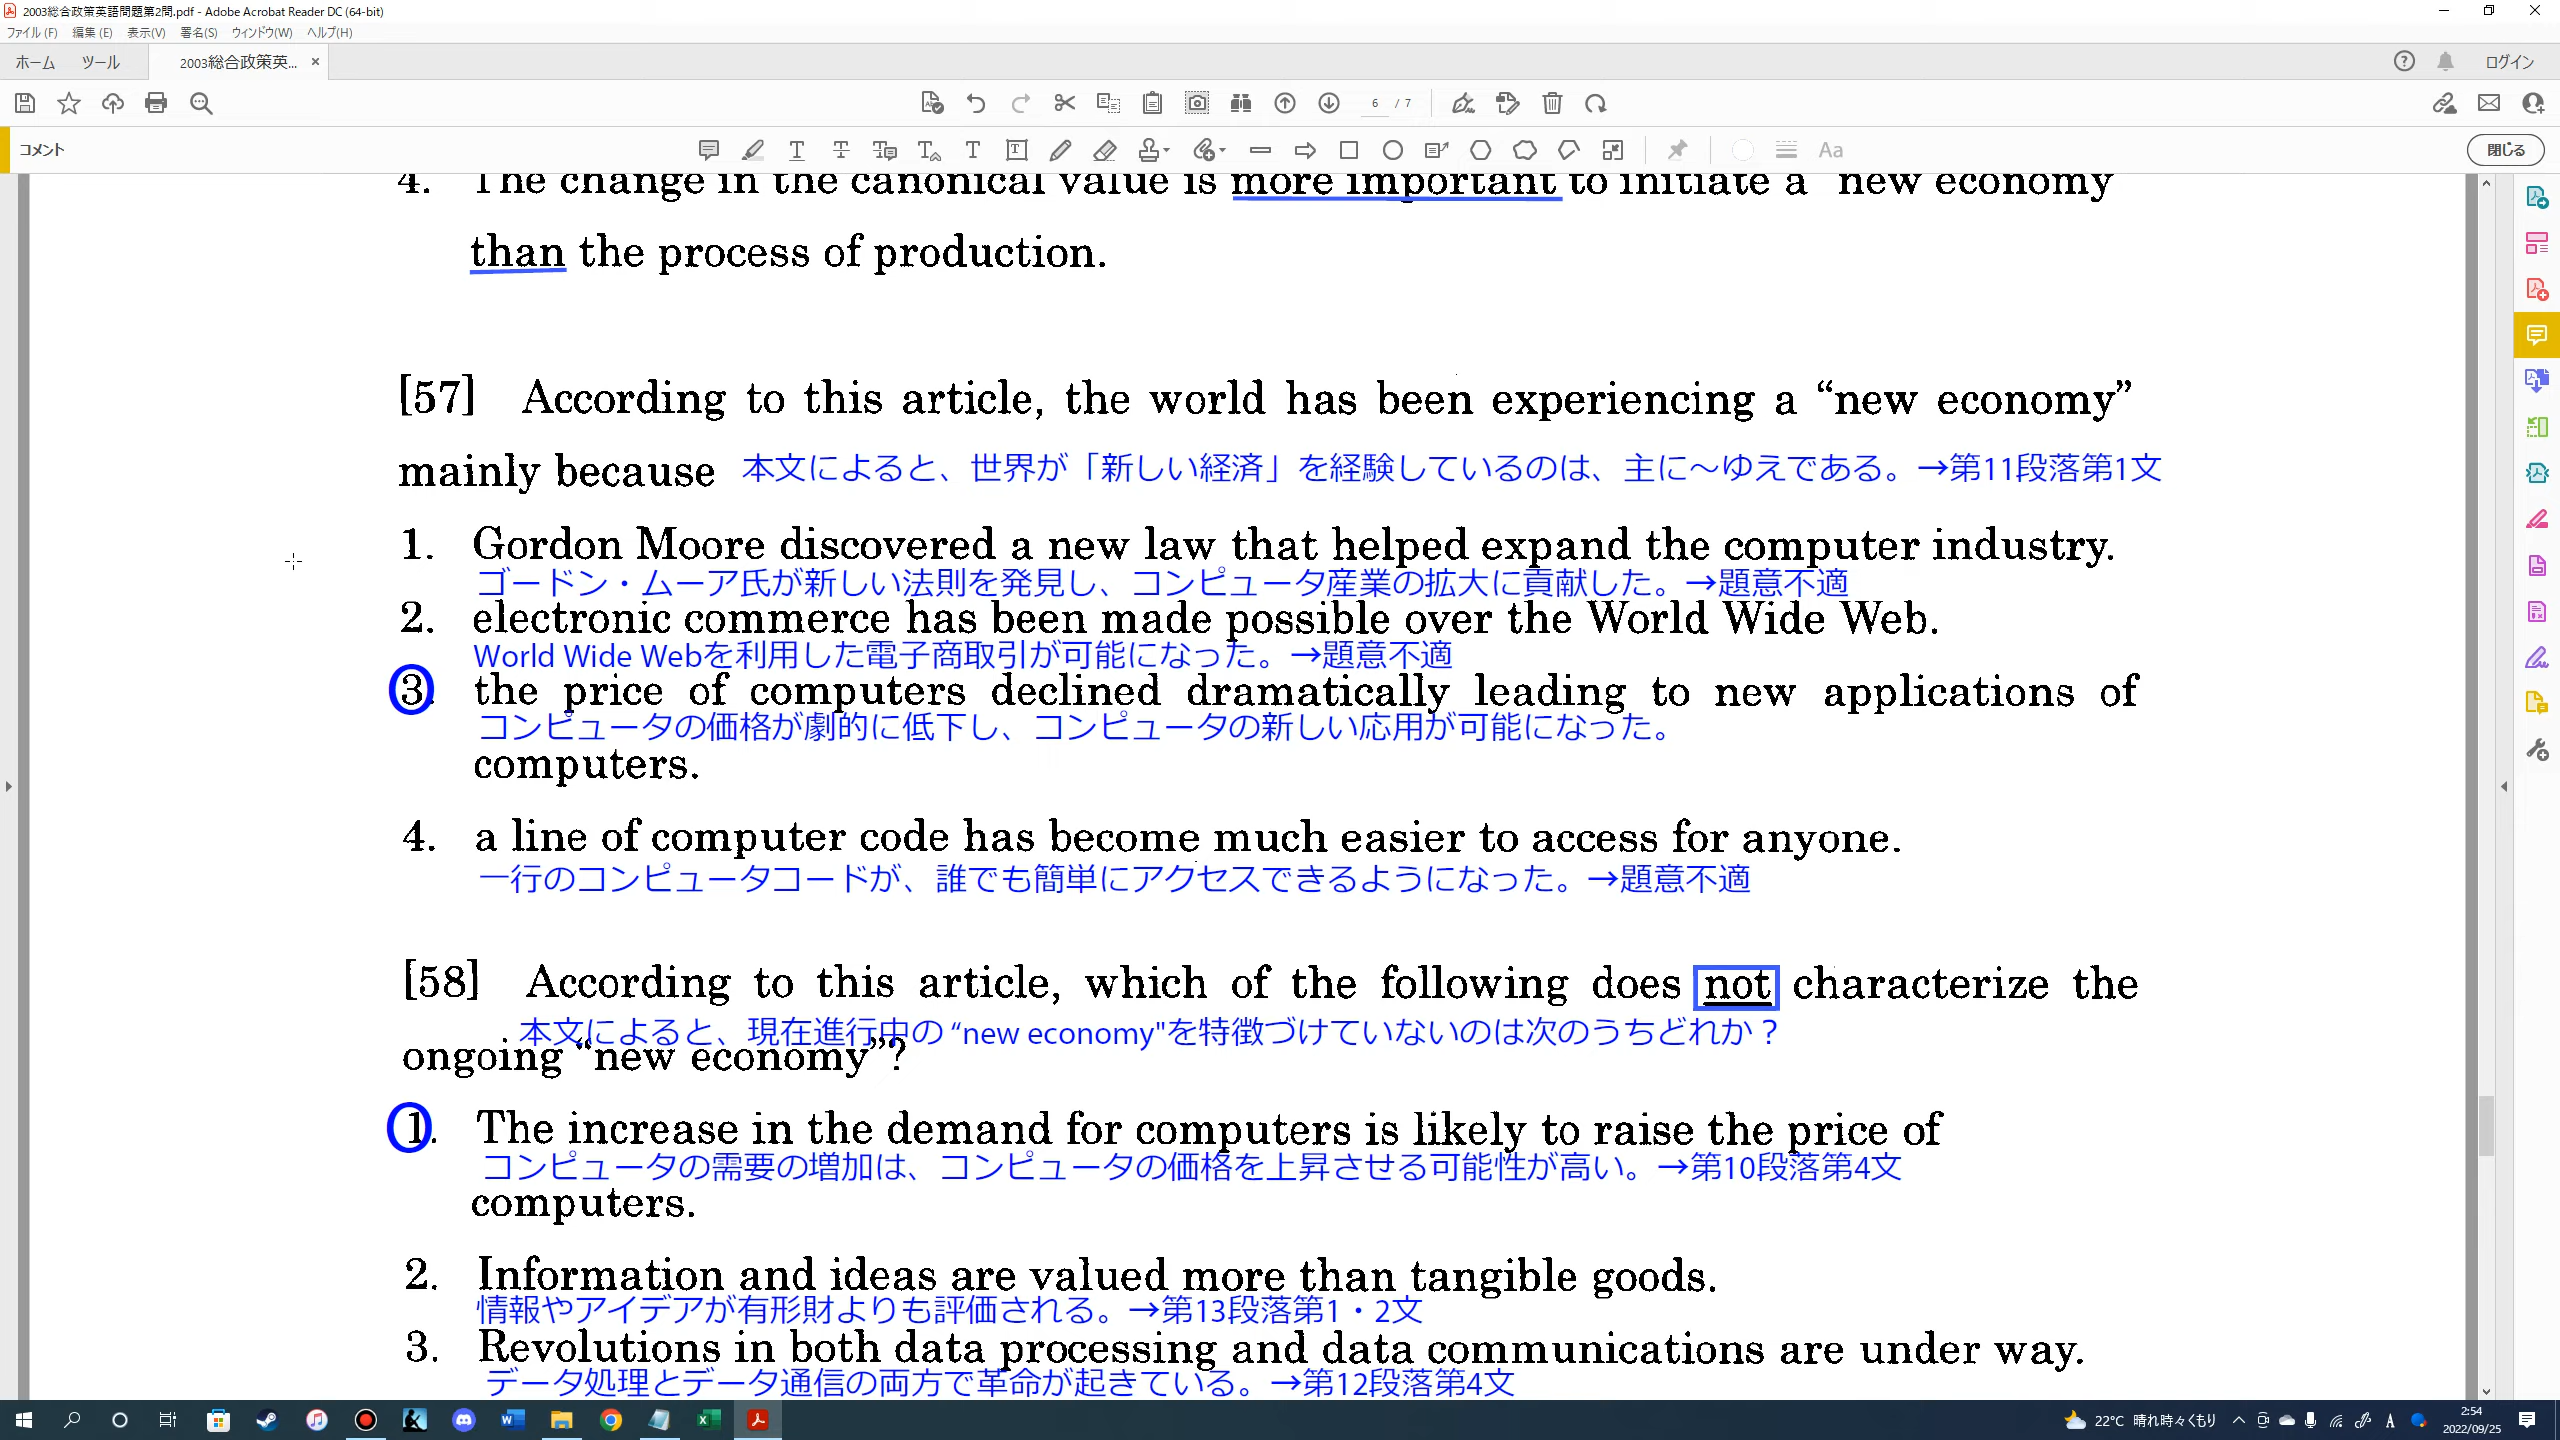 2003総合政策英語問題第2問.pdf - Adobe Acrobat Reader DC (64-bit)
ファイル(F) 編集(E) 表示(V) 署名(S) ウィンドウ(W) ヘルプ(H)
ホーム ツール 2003総合政策英... × ログイン
6 / 7
コメント Aa 閉じる
4. The change in the canonical value is more important to initiate a "new economy
than the process of production.
[57] According to this article, the world has been experiencing a “new economy”
mainly because 本文によると、世界が「新しい経済」を経験しているのは、主に～ゆえである。→第11段落第1文
1. Gordon Moore discovered a new law that helped expand the computer industry.
ゴードン・ムーア氏が新しい法則を発見し、コンピュータ産業の拡大に貢献した。→題意不適
2. electronic commerce has been made possible over the World Wide Web.
World Wide Webを利用した電子商取引が可能になった。→題意不適
3. the price of computers declined dramatically leading to new applications of
コンピュータの価格が劇的に低下し、コンピュータの新しい応用が可能になった。
computers.
4. a line of computer code has become much easier to access for anyone.
一行のコンピュータコードが、誰でも簡単にアクセスできるようになった。→題意不適
[58] According to this article, which of the following does not characterize the
本文によると、現在進行中の “new economy"を特徴づけていないのは次のうちどれか？
ongoing “new economy”?
1. The increase in the demand for computers is likely to raise the price of
コンピュータの需要の増加は、コンピュータの価格を上昇させる可能性が高い。→第10段落第4文
computers.
2. Information and ideas are valued more than tangible goods.
情報やアイデアが有形財よりも評価される。→第13段落第1・2文
3. Revolutions in both data processing and data communications are under way.
データ処理とデータ通信の両方で革命が起きている。→第12段落第4文
22°C 晴れ時々くもり A 2:54
2022/09/25